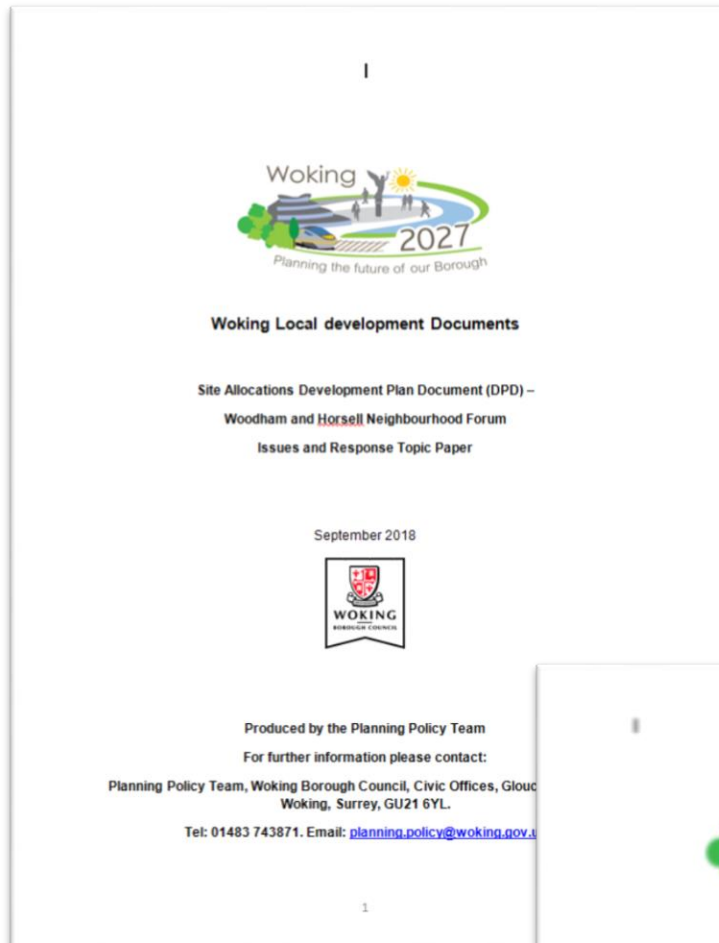 I
Woking
2027
Planning the future of our Borough
Woking Local development Documents
Site Allocations Development Plan Document (DPD) –
Woodham and Horsell Neighbourhood Forum
Issues and Response Topic Paper
September 2018
WOKING
BOROUGH COUNCIL
Produced by the Planning Policy Team
For further information please contact:
Planning Policy Team, Woking Borough Council, Civic Offices,
Woking, Surrey, GU21 6YL.
Tel: 01483 743871. Email: planning.policy@woking.gov.u
1